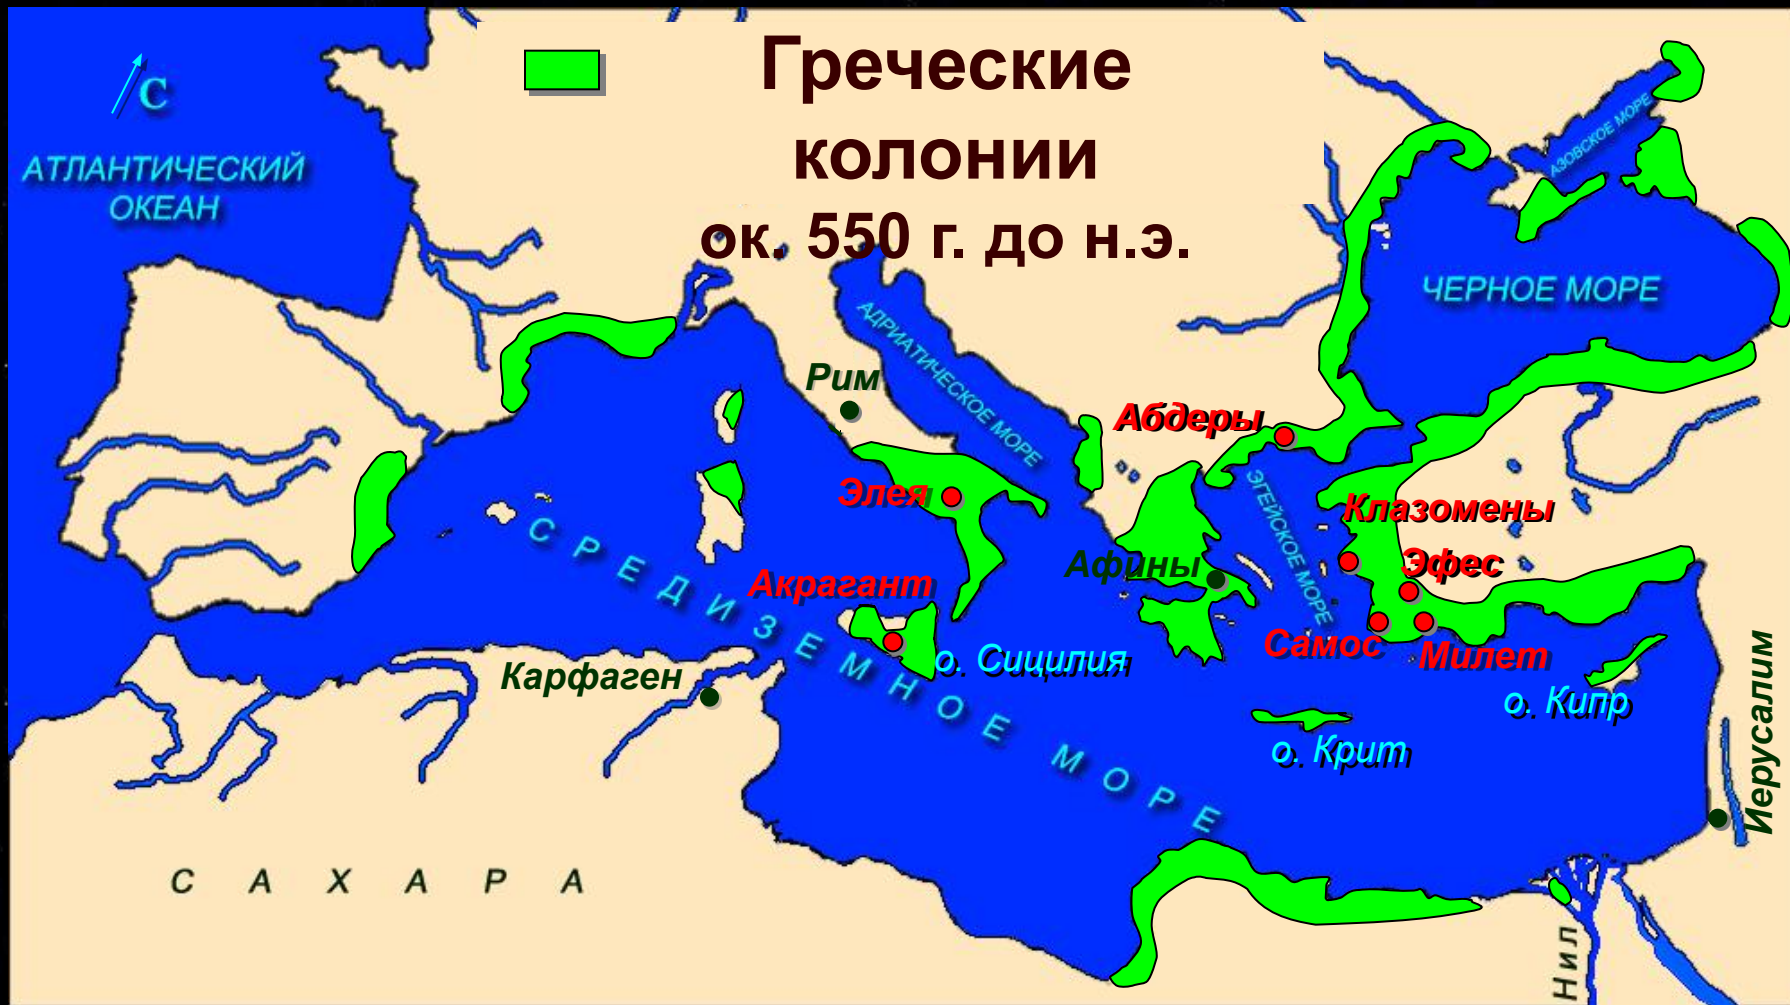 Греческие
колонии
ок. 550 г. до н.э.
С
АТЛАНТИЧЕСКИЙ
ОКЕАН
АЗОВСКОЕ МОРЕ
ЧЕРНОЕ МОРЕ
АДРИАТИЧЕСКОЕ МОРЕ
Рим
Абдеры
Элея
ЭГЕЙСКОЕ МОРЕ
Клазомены
Афины
Эфес
СРЕДИЗЕМНОЕ МОРЕ
Акрагант
Самос
Милет
о. Сицилия
Карфаген
о. Кипр
о. Крит
Иерусалим
САХАРА
Нил